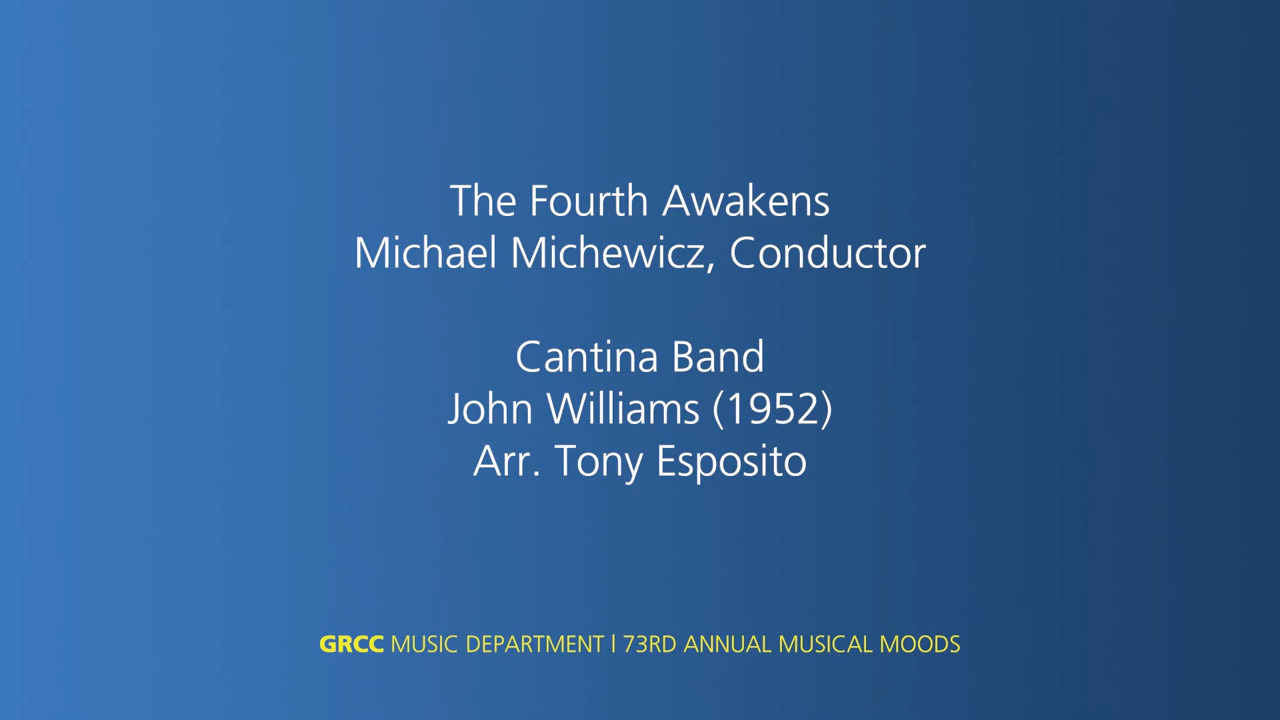 The Fourth Awakens
Michael Michewicz, Conductor
Cantina Band
John Williams (1952)
Arr. Tony Esposito
GRCC MUSIC DEPARTMENT | 73RD ANNUAL MUSICAL MOODS